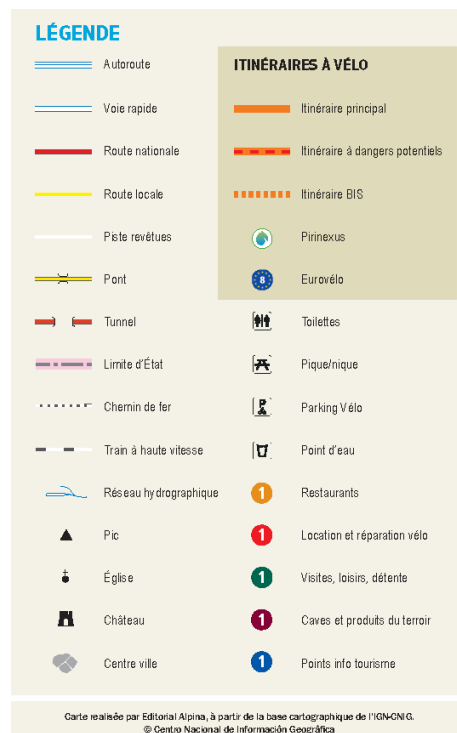 LÉGENDE
Autoroute
Voie rapide
Route nationale
Route locale
Piste revêtues
Pont
Tunnel
Limite d'État
Chemin de fer
Train à haute vitesse
Réseau hydrographique
Pic
Église
Château
Centre ville
ITINÉRAIRES À VÉLO
Itinéraire principal
Itinéraire à dangers potentiels
Itinéraire BIS
Pirinexus
8
Eurovélo
Toilettes
Pique/nique
P
Parking Vélo
Point d'eau
1 Restaurants
1 Location et réparation vélo
1 Visites, loisirs, détente
1 Caves et produits du terroir
1 Points info tourisme
Carte realisée par Editorial Alpina, à partir de la base cartographique de l'IGN-CNIG.
© Centro Nacional de Información Geográfica